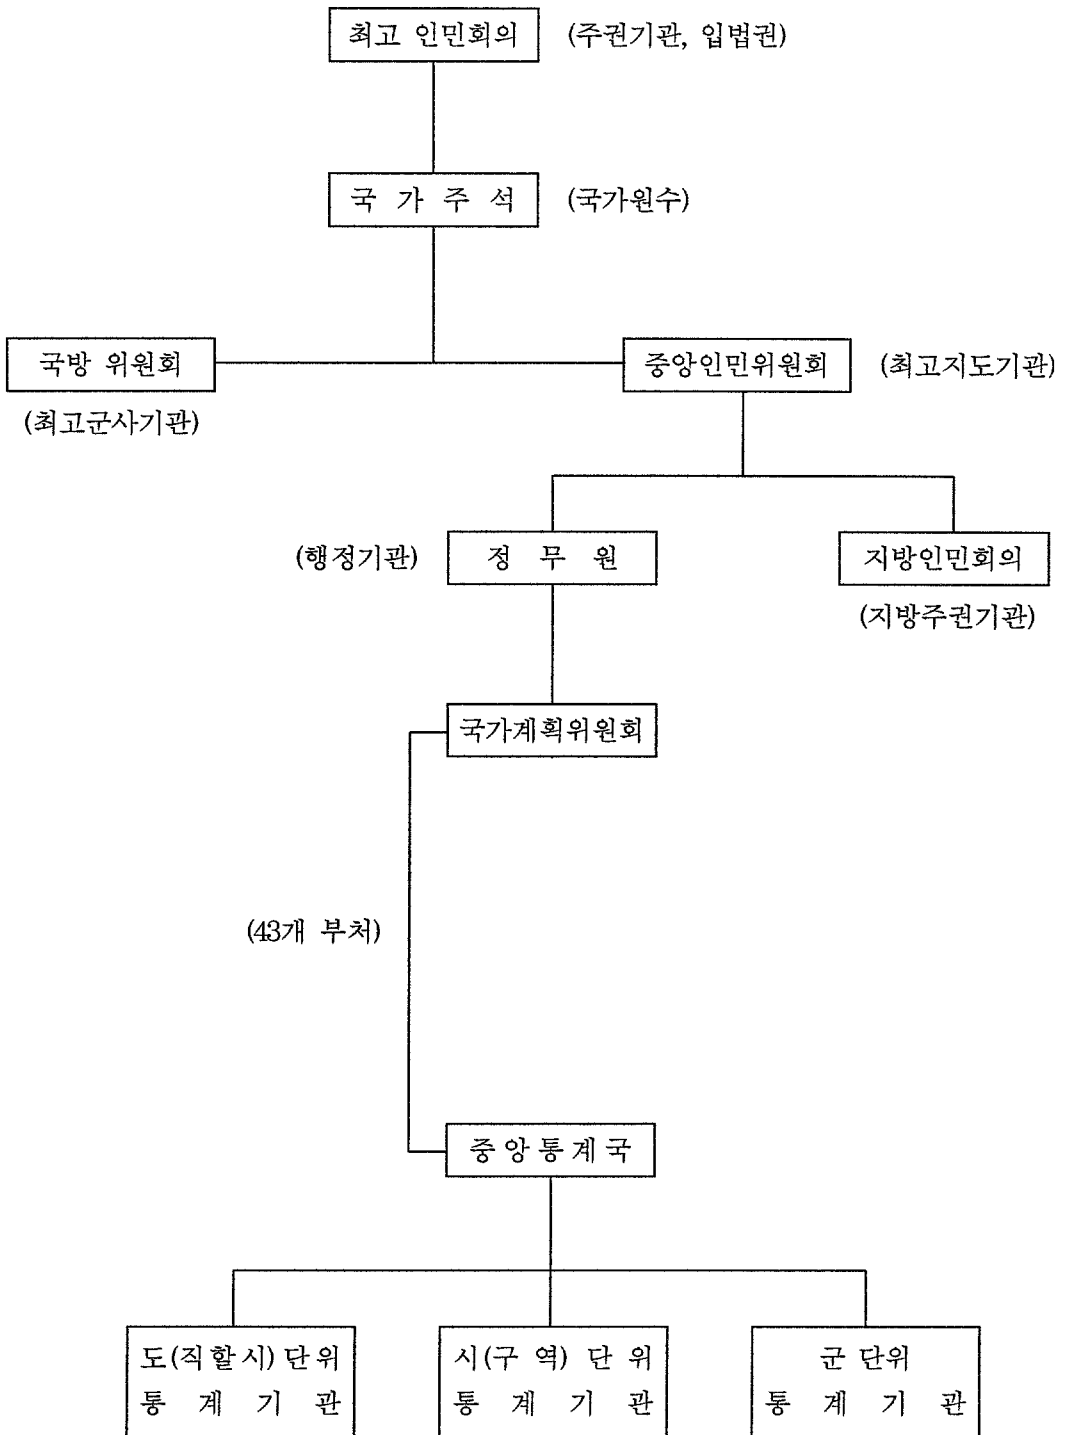 최고 인민회의 (주권기관, 입법권)
국 가 주 석 (국가원수)
국방 위원회 중앙인민위원회 (최고지도기관)
(최고군사기관)
(행정기관) 정 무 원 지방인민회의
(지방주권기관)
국가계획위원회
(43개 부처)
중앙통계국
도(직할시)단위 시(구역) 단위 군 단위
통 계 기 관 통 계 기 관 통 계 기 관